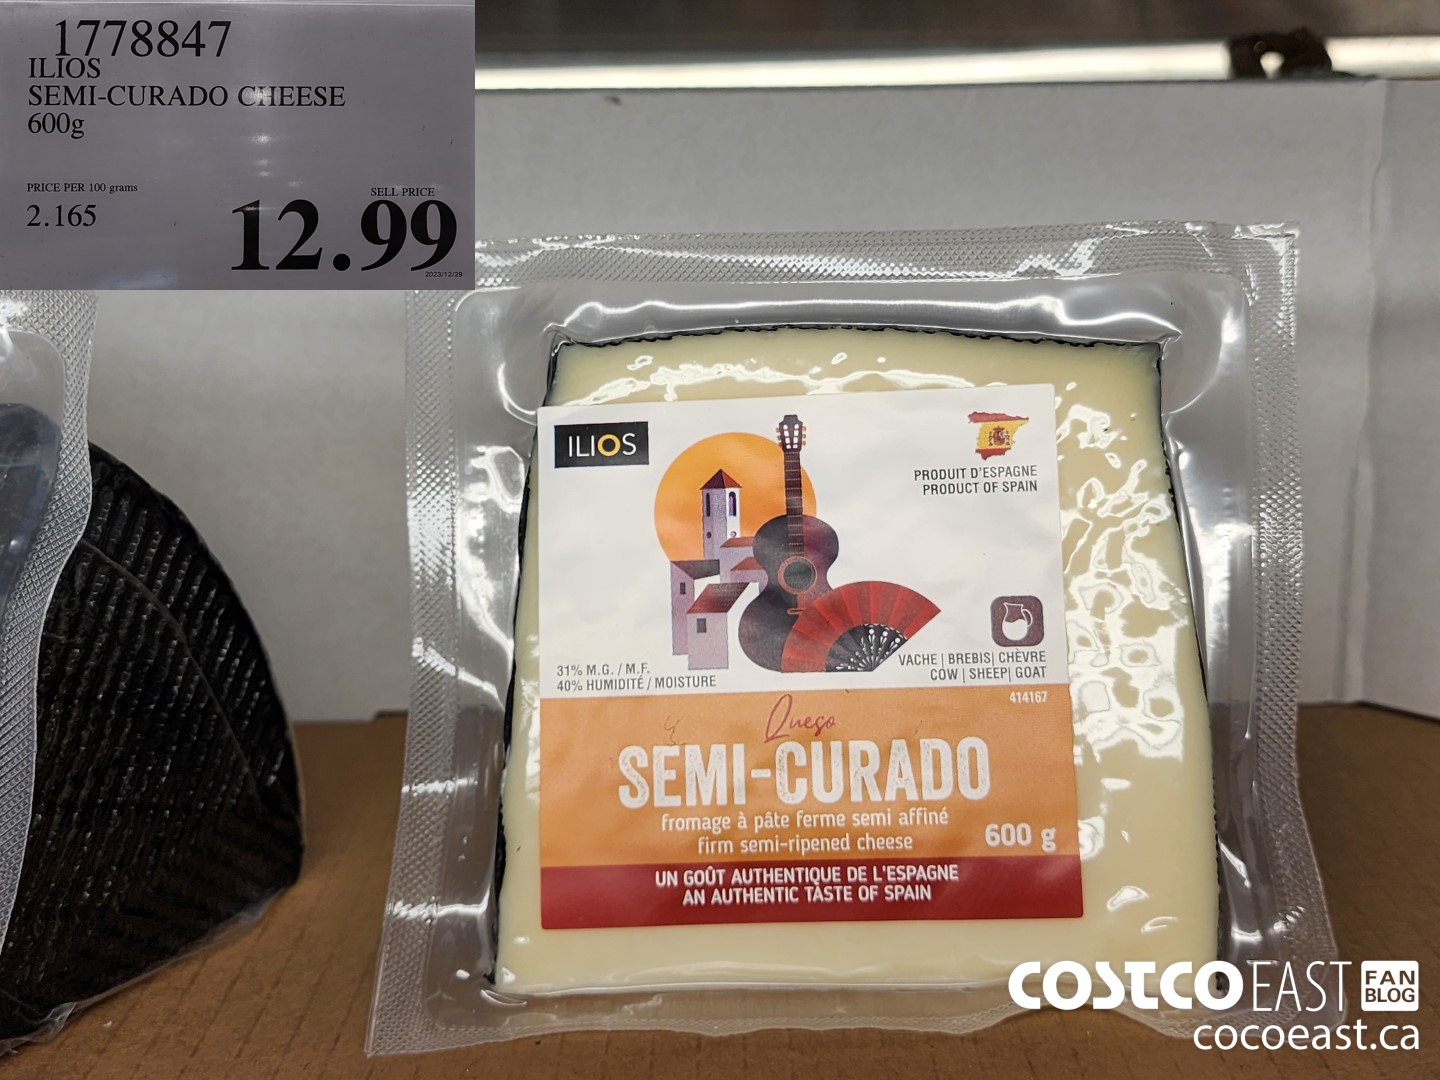 1778847
ILIOS
SEMI-CURADO CHEESE
600g
PRICE PER 100 grams
2.165
SELL PRICE
12.99
2023/12/29
ILIOS
PRODUIT D'ESPAGNE
PRODUCT OF SPAIN
31% M.G. / M.F.
40% HUMIDITÉ / MOISTURE
VACHE | BREBIS| CHÈVRE
COW | SHEEP| GOAT
414167
Queso
SEMI-CURADO
fromage à pâte ferme semi affiné
firm semi-ripened cheese
600 g
UN GOÛT AUTHENTIQUE DE L'ESPAGNE
AN AUTHENTIC TASTE OF SPAIN
COSTCO EAST FAN BLOG
cocoeast.ca